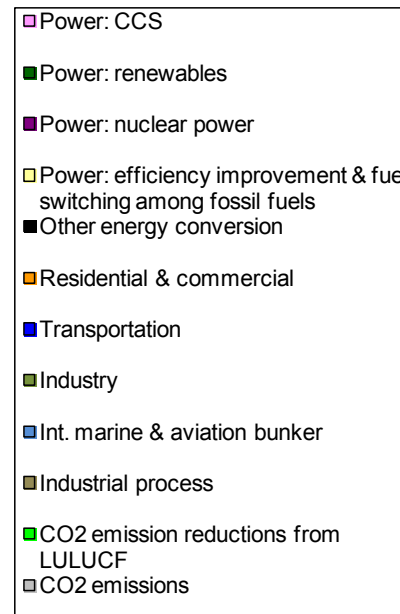 Power: CCS
Power: renewables
Power: nuclear power
Power: efficiency improvement & fue
switching among fossil fuels
Other energy conversion
Residential & commercial
Transportation
Industry
Int. marine & aviation bunker
Industrial process
CO2 emission reductions from
LULUCF
CO2 emissions